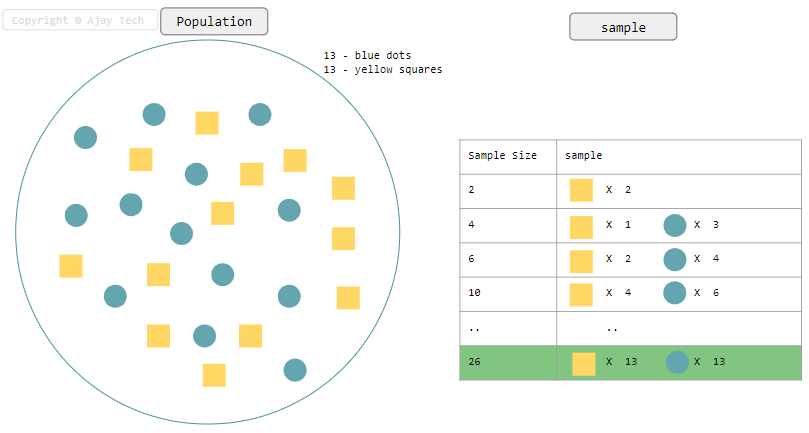 Copyright © Ajay Tech
Population
sample
13 - blue dots
13 - yellow squares
Sample Size sample
2 X 2
4 X 1 X 3
6 X 2 X 4
10 X 4 X 6
.. ..
26 X 13 X 13